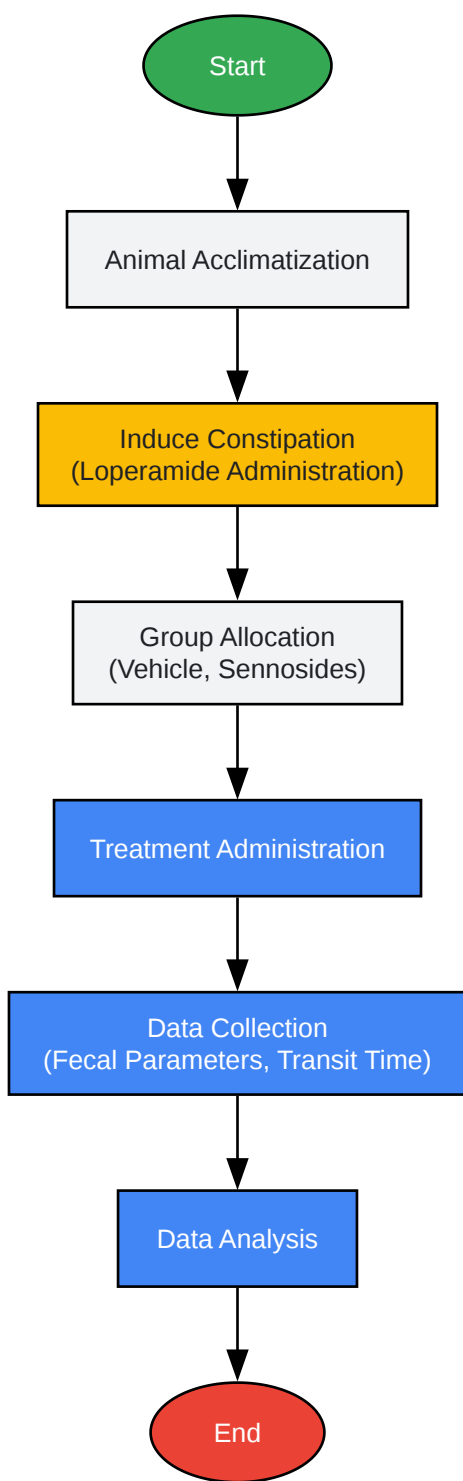 Start
Animal Acclimatization
Induce Constipation
(Loperamide Administration)
Group Allocation
(Vehicle, Sennosides)
Treatment Administration
Data Collection
(Fecal Parameters, Transit Time)
Data Analysis
End